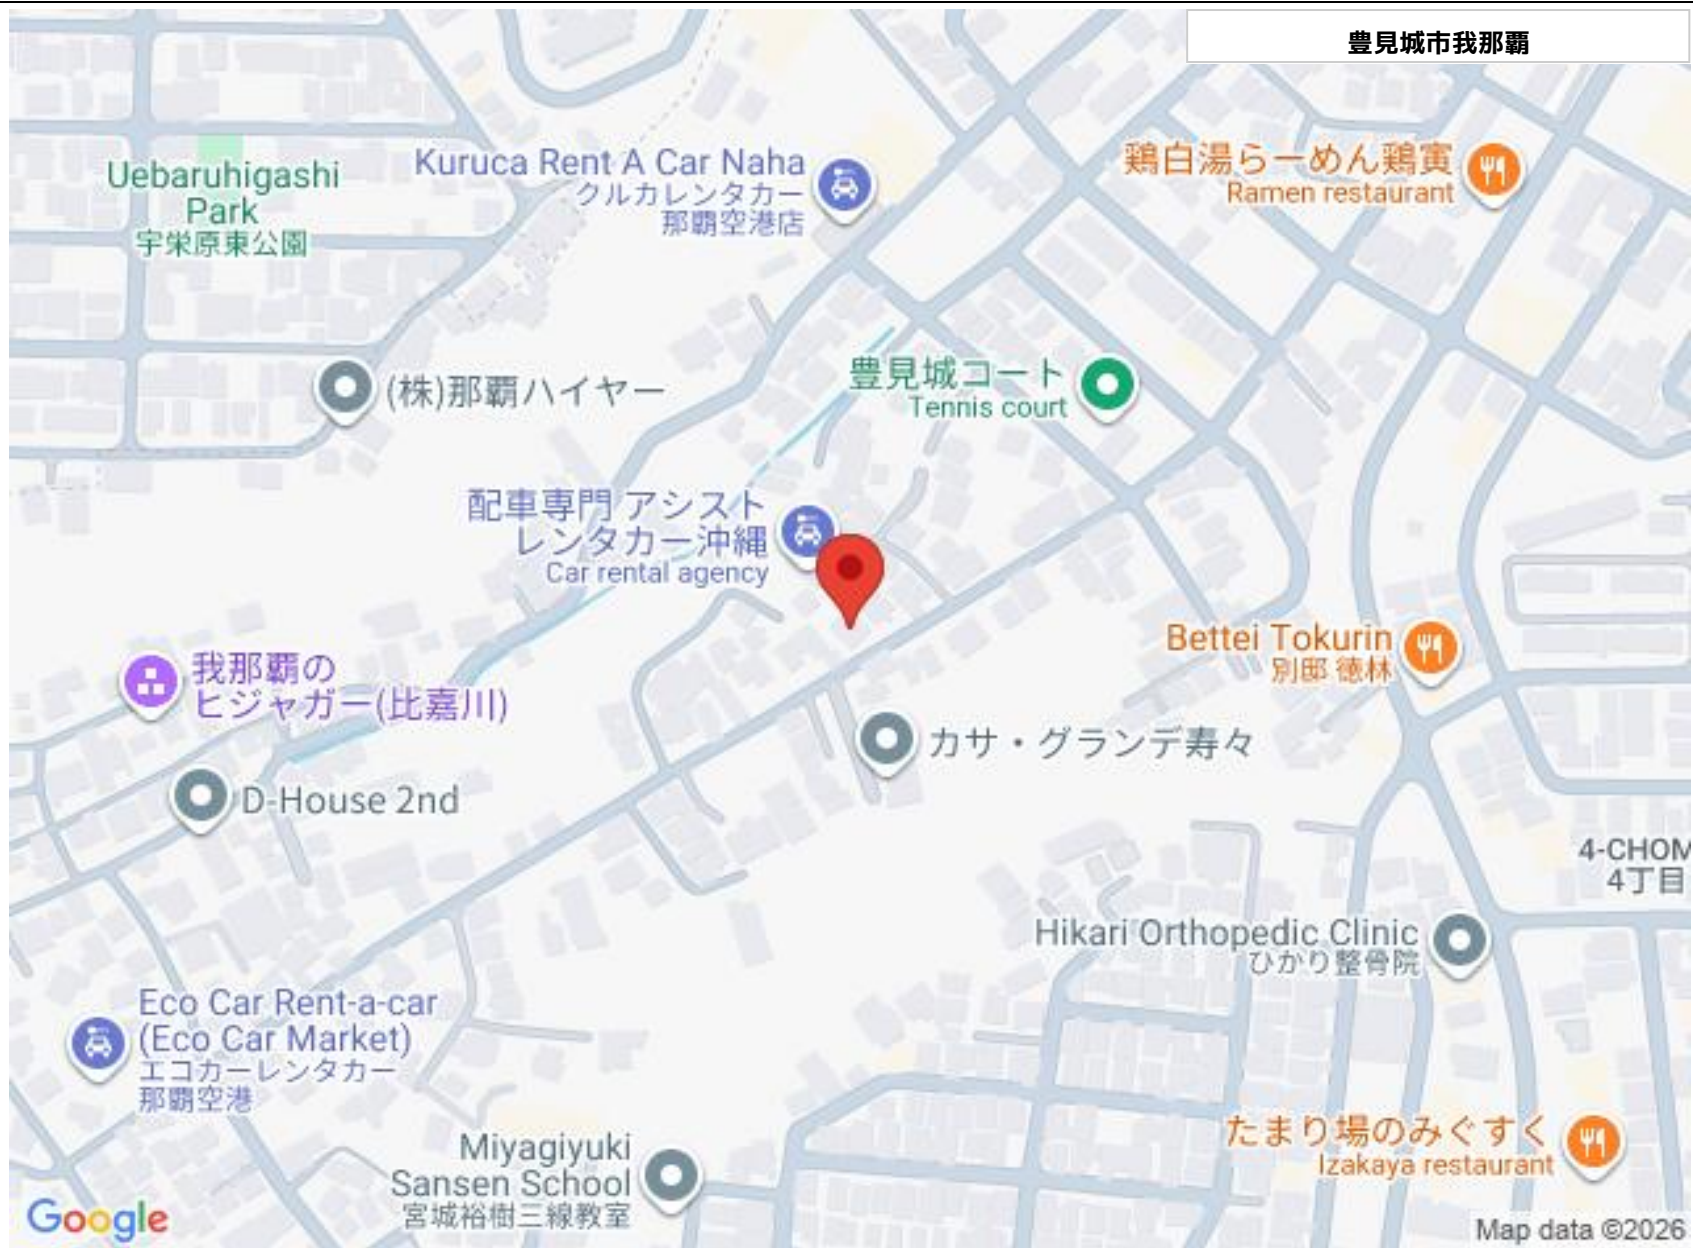 豊見城市我那覇
Uebaruhigashi
Park
宇栄原東公園
Kuruca Rent A Car Naha
クルカレンタカー
那覇空港店
鶏白湯らーめん鶏寅
Ramen restaurant
(株)那覇ハイヤー
豊見城コート
Tennis court
配車専門 アシスト
レンタカー沖縄
Car rental agency
Bettei Tokurin
別邸 徳林
我那覇の
ヒジャガー(比嘉川)
カサ・グランデ寿々
D-House 2nd
4-CHOM
4丁目
Hikari Orthopedic Clinic
ひかり整骨院
Eco Car Rent-a-car
(Eco Car Market)
エコカーレンタカー
那覇空港
たまり場のみぐすく
Izakaya restaurant
Miyagiyuki
Sansen School
宮城裕樹三線教室
Google
Map data ©2026